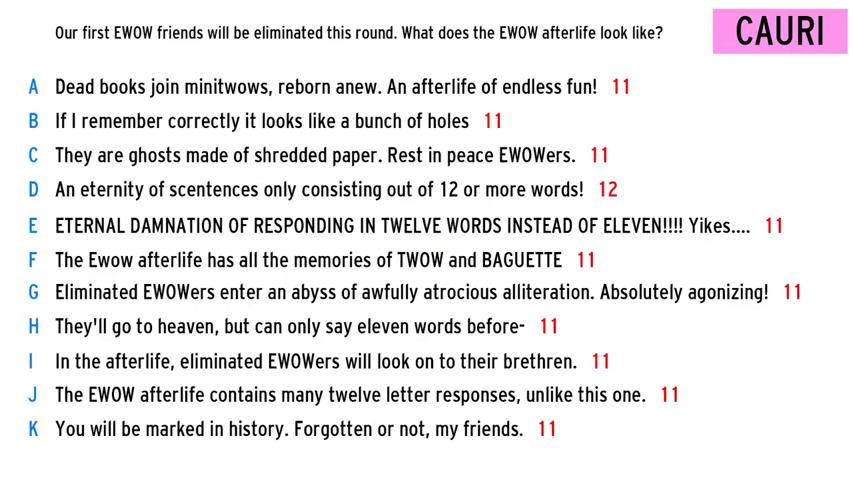 Our first EWOW friends will be eliminated this round. What does the EWOW afterlife look like? CAURI
A Dead books join minitwows, reborn anew. An afterlife of endless fun! 11
B If I remember correctly it looks like a bunch of holes 11
C They are ghosts made of shredded paper. Rest in peace EWOWers. 11
D An eternity of scentences only consisting out of 12 or more words! 12
E ETERNAL DAMNATION OF RESPONDING IN TWELVE WORDS INSTEAD OF ELEVEN!!!! Yikes.... 11
F The Ewow afterlife has all the memories of TWOW and BAGUETTE 11
G Eliminated EWOWers enter an abyss of awfully atrocious alliteration. Absolutely agonizing! 11
H They'll go to heaven, but can only say eleven words before- 11
I In the afterlife, eliminated EWOWers will look on to their brethren. 11
J The EWOW afterlife contains many twelve letter responses, unlike this one. 11
K You will be marked in history. Forgotten or not, my friends. 11